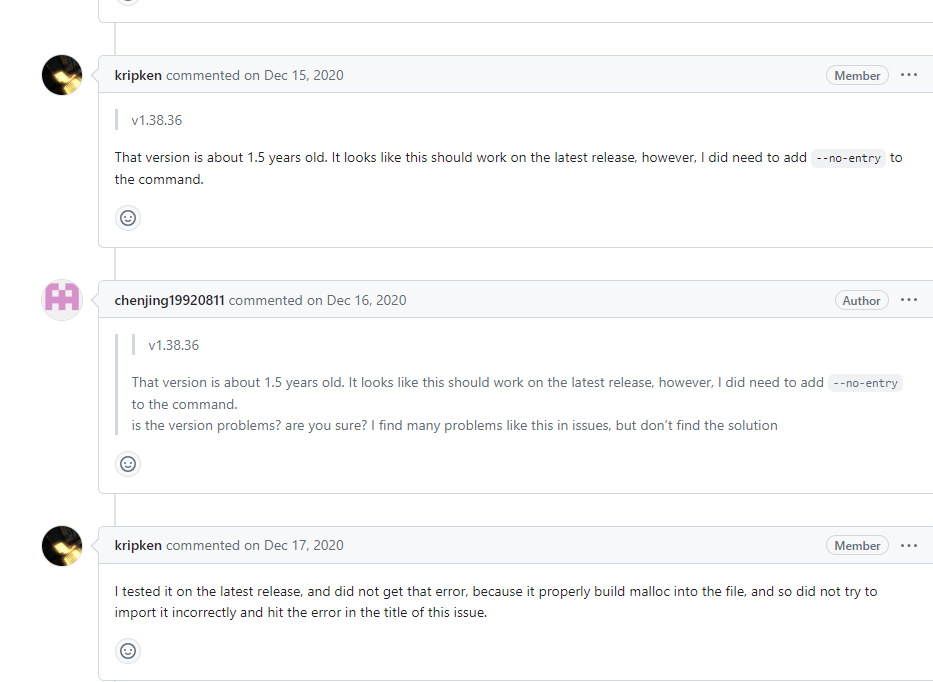 kripken commented on Dec 15, 2020 Member ...
v1.38.36
That version is about 1.5 years old. It looks like this should work on the latest release, however, I did need to add --no-entry to
the command.
chenjing19920811 commented on Dec 16, 2020 Author ...
v1.38.36
That version is about 1.5 years old. It looks like this should work on the latest release, however, I did need to add --no-entry
to the command.
is the version problems? are you sure? I find many problems like this in issues, but don’t find the solution
kripken commented on Dec 17, 2020 Member ...
I tested it on the latest release, and did not get that error, because it properly build malloc into the file, and so did not try to
import it incorrectly and hit the error in the title of this issue.